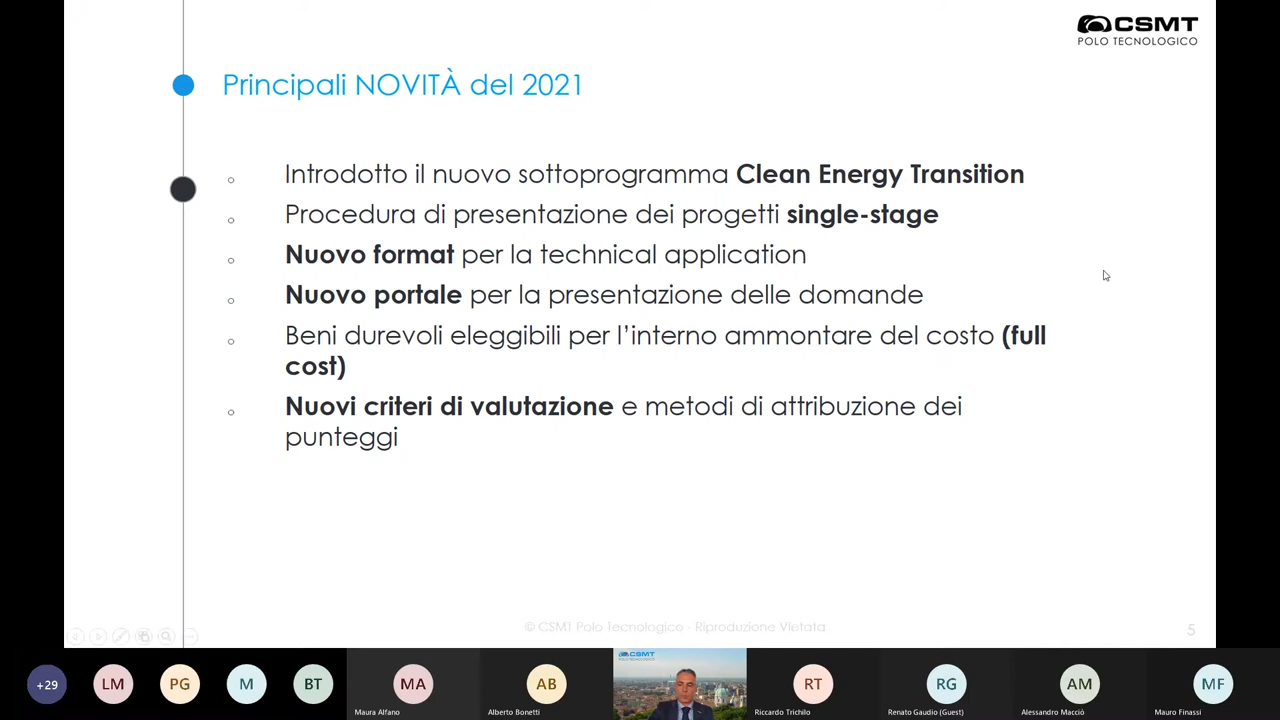 CSMT
POLO TECNOLOGICO
Principali NOVITÀ del 2021
Introdotto il nuovo sottoprogramma Clean Energy Transition
Procedura di presentazione dei progetti single-stage
Nuovo format per la technical application
Nuovo portale per la presentazione delle domande
Beni durevoli eleggibili per l’interno ammontare del costo (full
cost)
Nuovi criteri di valutazione e metodi di attribuzione dei
punteggi
© CSMT Polo Tecnologico - Riproduzione Vietata
5
+29
LM
PG
M
BT
MA
Maura Alfano
AB
Alberto Bonetti
CSMT
POLO TECNOLOGICO
RT
Riccardo Trichilo
RG
Renato Gaudio (Guest)
AM
Alessandro Macciò
MF
Mauro Finassi